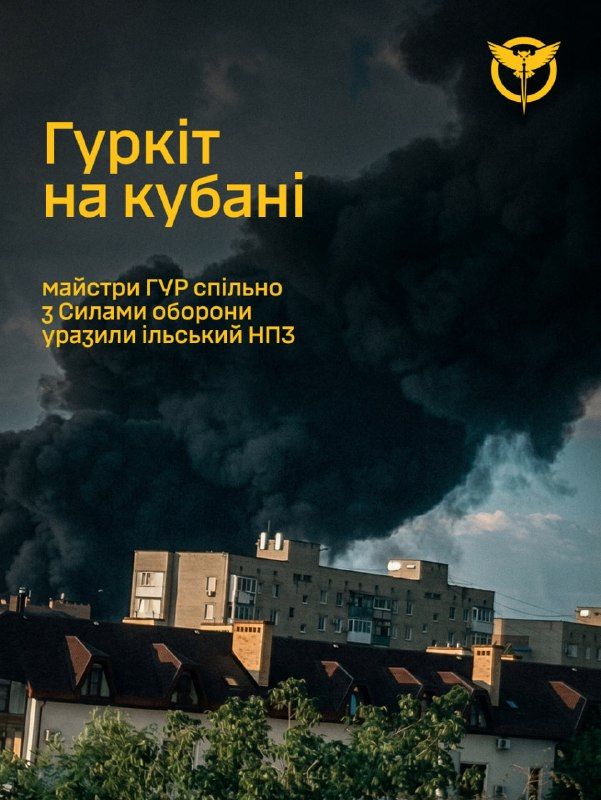 Гуркіт
на кубані
майстри ГУР спільно
з Силами оборони
уразили ільський НПЗ